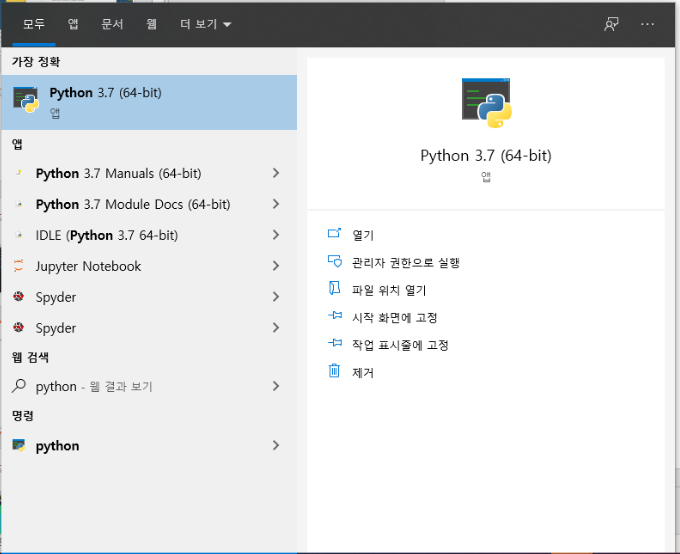 모두 앱 문서 웹 더 보기
가장 정확
Python 3.7 (64-bit)
앱
앱
Python 3.7 Manuals (64-bit)
Python 3.7 Module Docs (64-bit)
IDLE (Python 3.7 64-bit)
Jupyter Notebook
Spyder
Spyder
웹 검색
python - 웹 결과 보기
명령
python
Python 3.7 (64-bit)
앱
열기
관리자 권한으로 실행
파일 위치 열기
시작 화면에 고정
작업 표시줄에 고정
제거